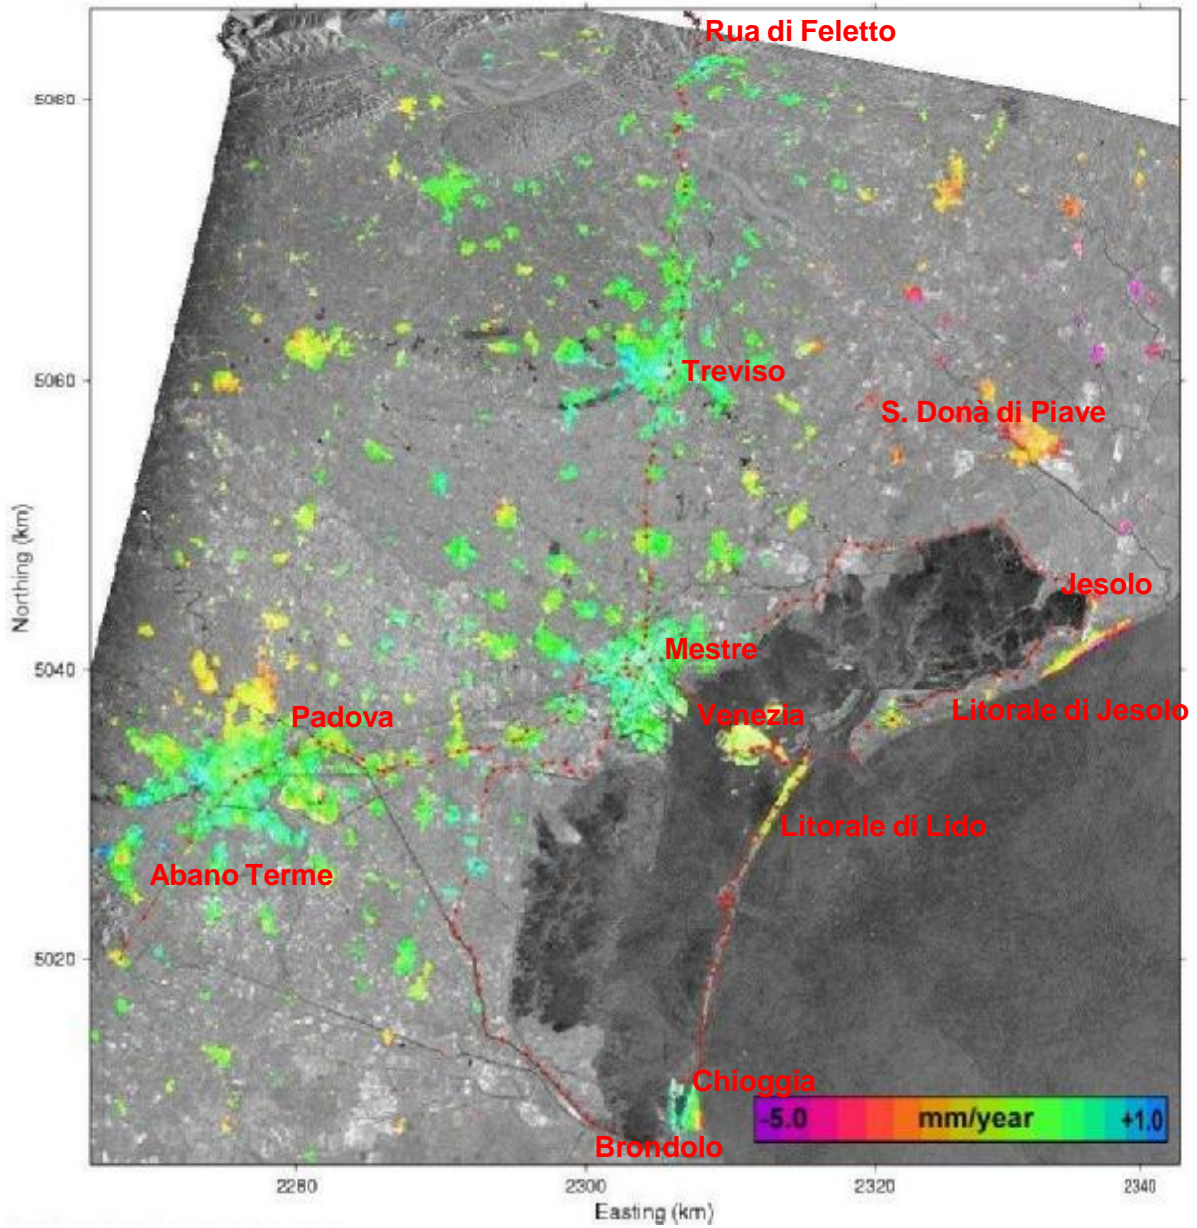 Rua di Feletto
5080
5060
Treviso
S. Donà di Piave
Northing (km)
Jesolo
5040
Mestre
Padova
Venezia
Litorale di Jesolo
Litorale di Lido
Abano Terme
5020
Chioggia
-5.0 mm/year +1.0
Brondolo
2280 2300 2320 2340
Easting (km)